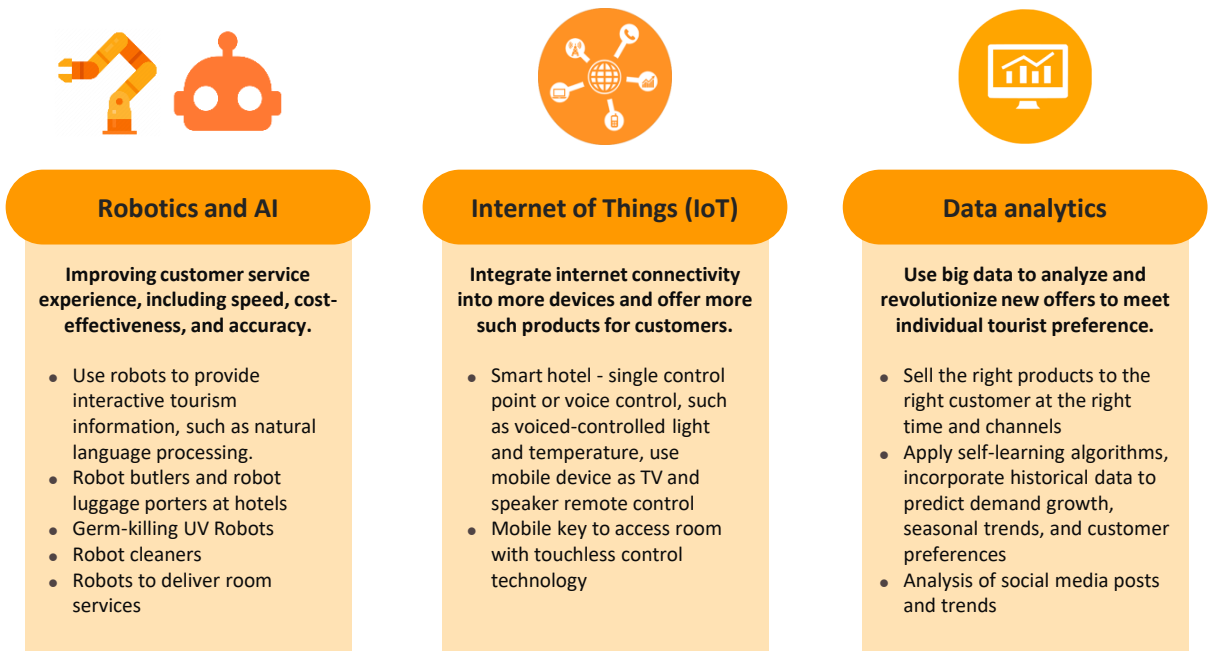 Robotics and AI
Improving customer service
experience, including speed, cost-
effectiveness, and accuracy.
● Use robots to provide
interactive tourism
information, such as natural
language processing.
● Robot butlers and robot
luggage porters at hotels
● Germ-killing UV Robots
● Robot cleaners
● Robots to deliver room
services
Internet of Things (IoT)
Integrate internet connectivity
into more devices and offer more
such products for customers.
● Smart hotel - single control
point or voice control, such
as voiced-controlled light
and temperature, use
mobile device as TV and
speaker remote control
● Mobile key to access room
with touchless control
technology
Data analytics
Use big data to analyze and
revolutionize new offers to meet
individual tourist preference.
● Sell the right products to the
right customer at the right
time and channels
● Apply self-learning algorithms,
incorporate historical data to
predict demand growth,
seasonal trends, and customer
preferences
● Analysis of social media posts
and trends